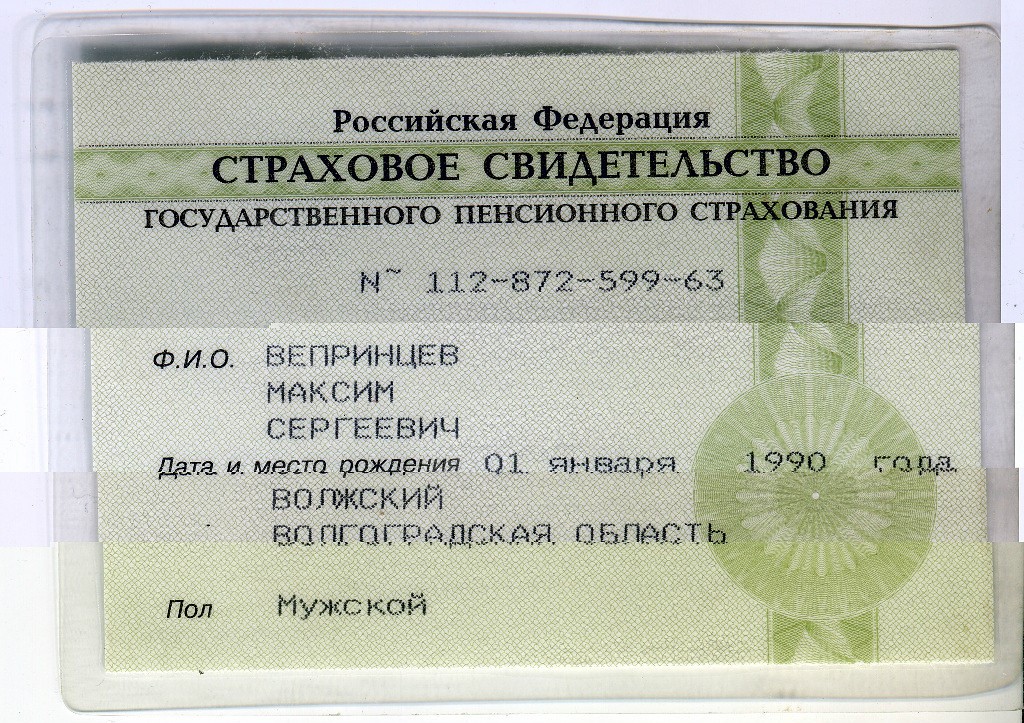 Российская Федерация
СТРАХОВОЕ СВИДЕТЕЛЬСТВО
ГОСУДАРСТВЕННОГО ПЕНСИОННОГО СТРАХОВАНИЯ
N~ 112-872-599-63
Ф.И.О. ВЕПРИНЦЕВ
МАКСИМ
СЕРГЕЕВИЧ
Дата и место рождения 01 января 1990 года
ВОЛЖСКИЙ
ВОЛГОГРАДСКАЯ ОБЛАСТЬ
Пол Мужской